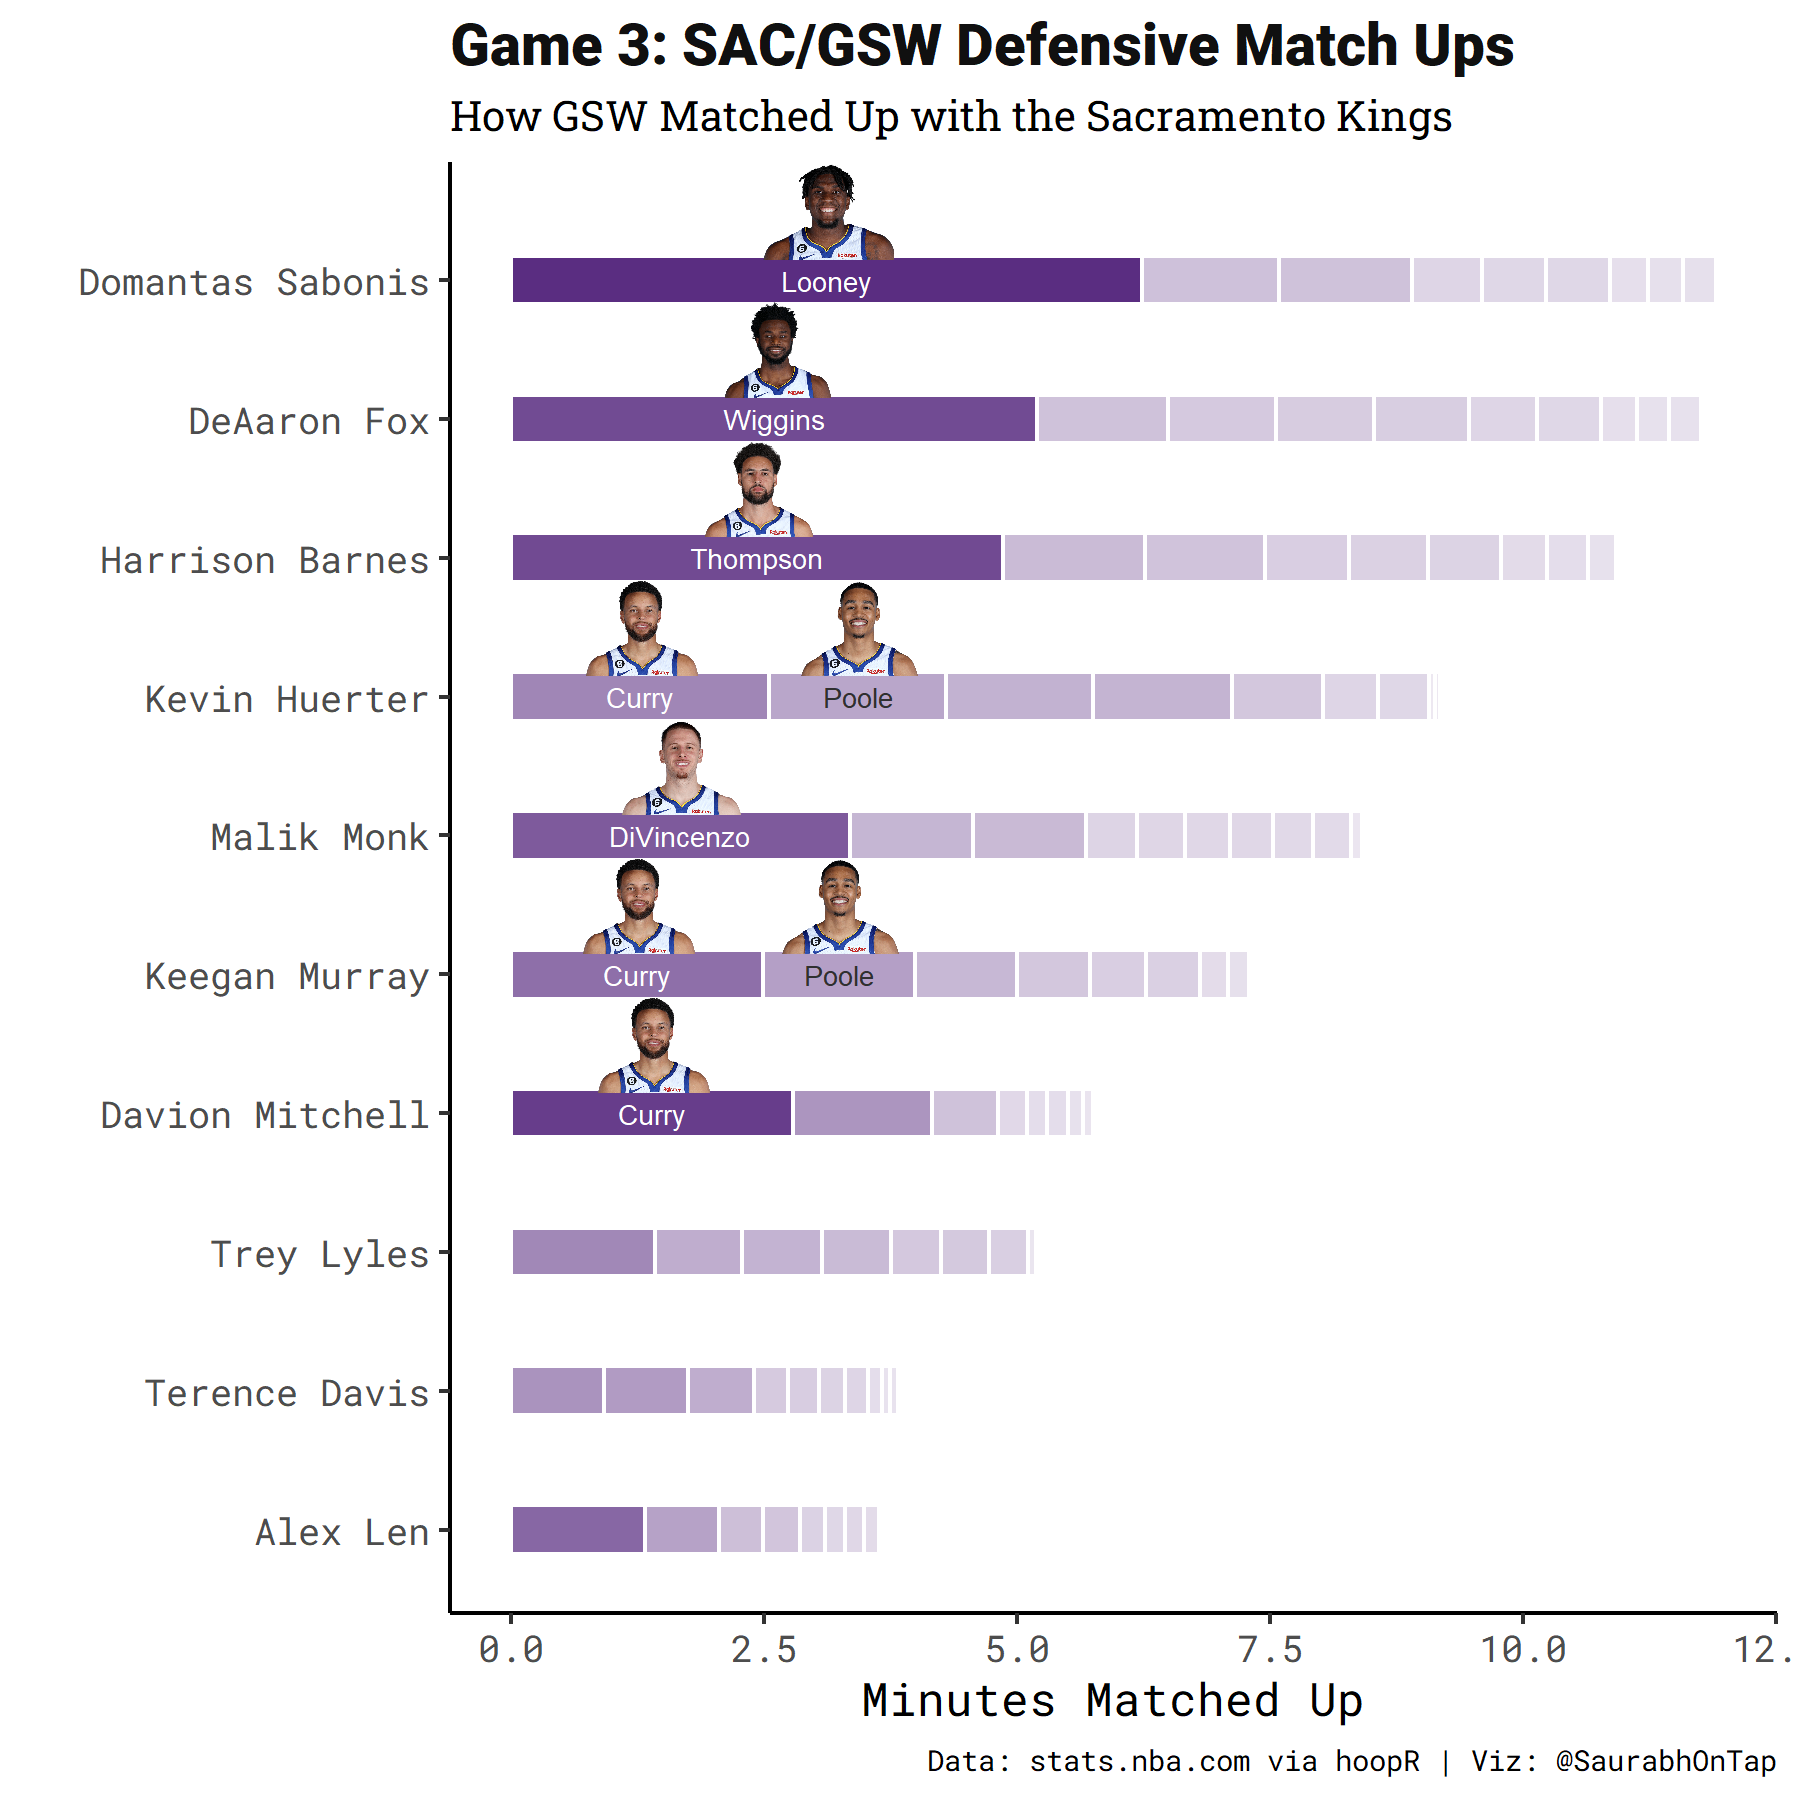 Game 3: SAC/GSW Defensive Match Ups
How GSW Matched Up with the Sacramento Kings
Domantas Sabonis
Looney
DeAaron Fox
Wiggins
Harrison Barnes
Thompson
Kevin Huerter
Curry
Poole
Malik Monk
DiVincenzo
Keegan Murray
Curry
Poole
Davion Mitchell
Curry
Trey Lyles
Terence Davis
Alex Len
0.0 2.5 5.0 7.5 10.0 12.
Minutes Matched Up
Data: stats.nba.com via hoopR | Viz: @SaurabhOnTap